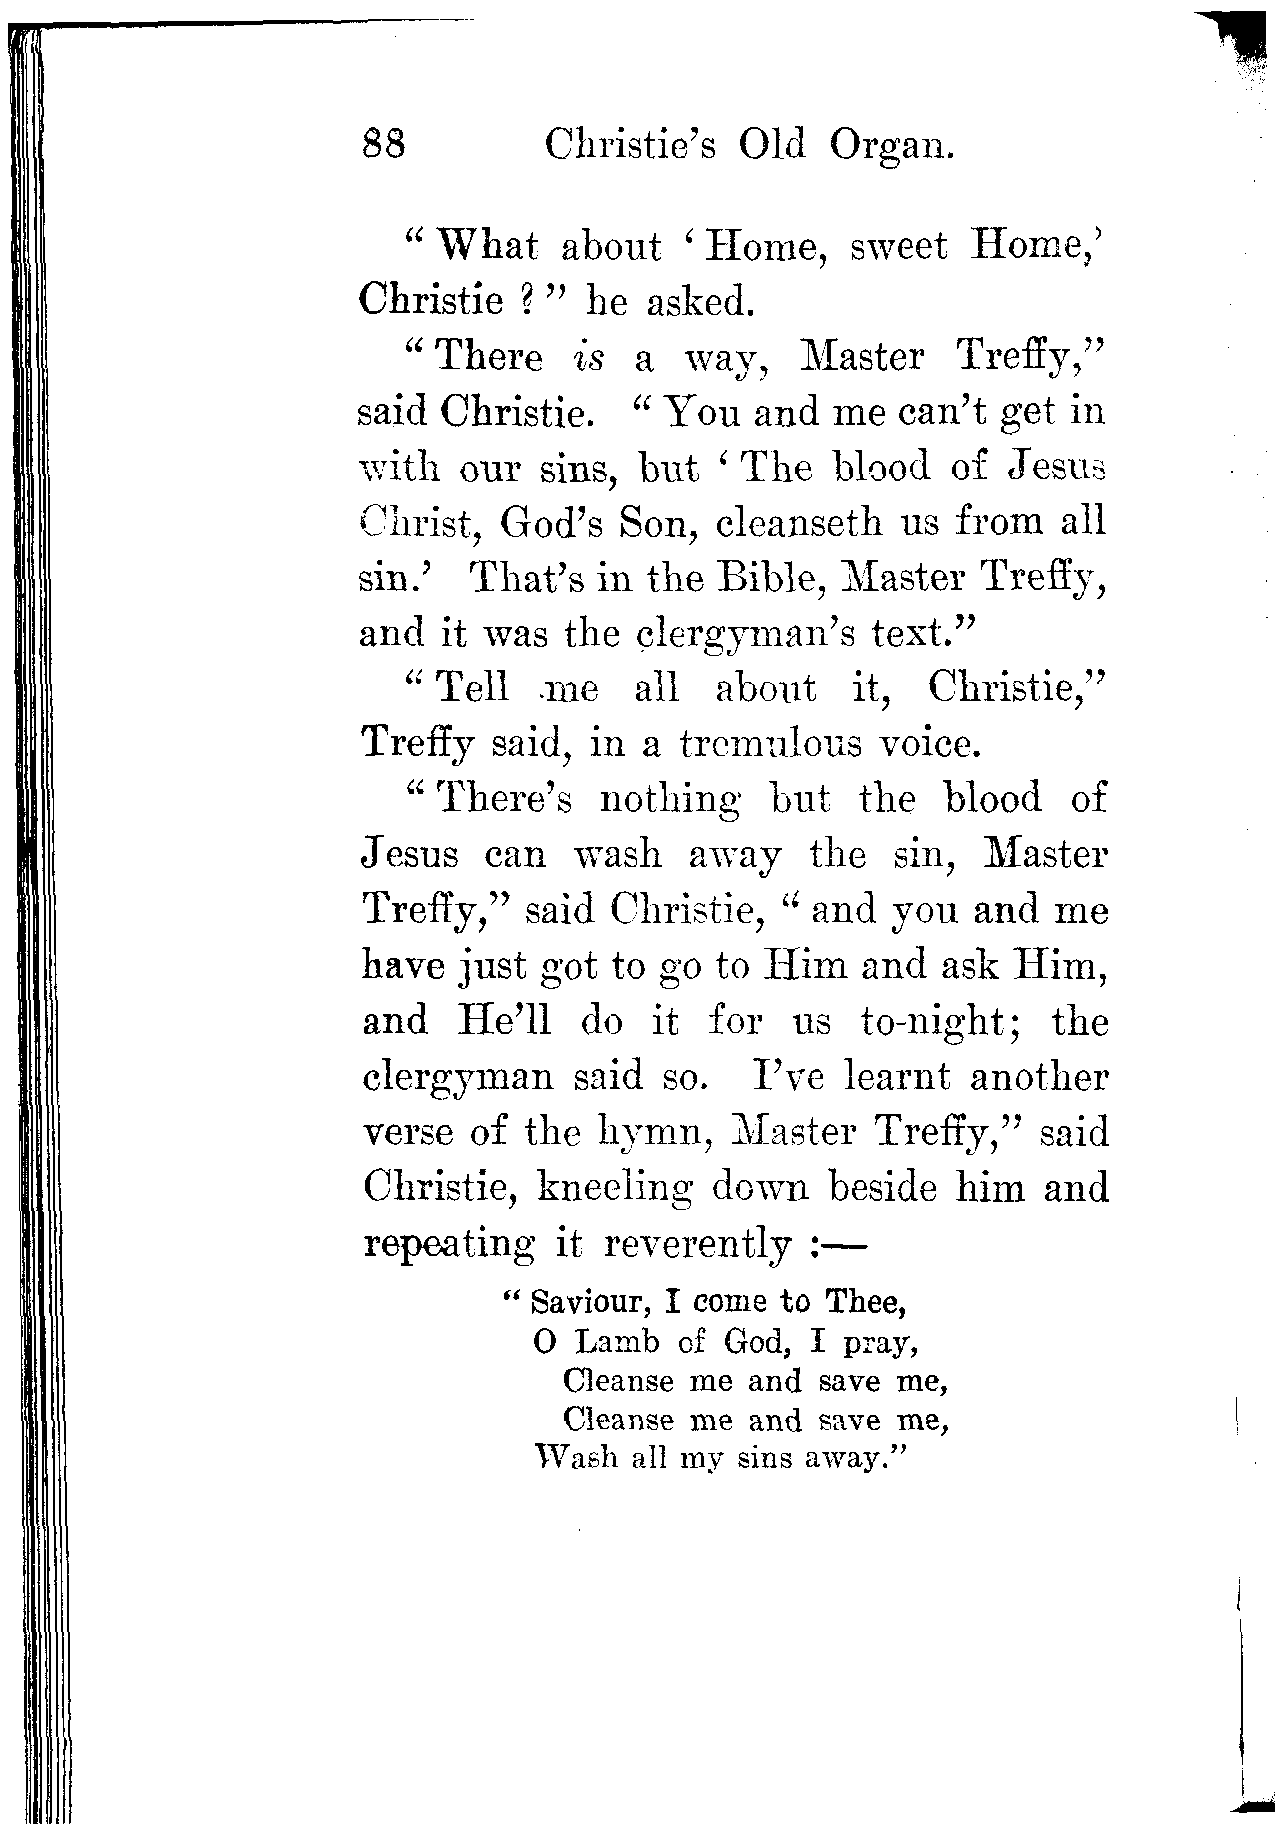 88 Christie's Old Organ.
“ What about ‘ Home, sweet Home,’
Christie ? ” he asked.
“ There is a way, Master Treffy,”
said Christie. “ You and me can't get in
with our sins, but ‘ The blood of Jesus
Christ, God's Son, cleanseth us from all
sin.’ That's in the Bible, Master Treffy,
and it was the clergyman's text.”
“ Tell me all about it, Christie,”
Treffy said, in a tremulous voice.
“ There's nothing but the blood of
Jesus can wash away the sin, Master
Treffy,” said Christie, “ and you and me
have just got to go to Him and ask Him,
and He'll do it for us to-night; the
clergyman said so. I've learnt another
verse of the hymn, Master Treffy,” said
Christie, kneeling down beside him and
repeating it reverently :—
“ Saviour, I come to Thee,
O Lamb of God, I pray,
Cleanse me and save me,
Cleanse me and save me,
Wash all my sins away.”